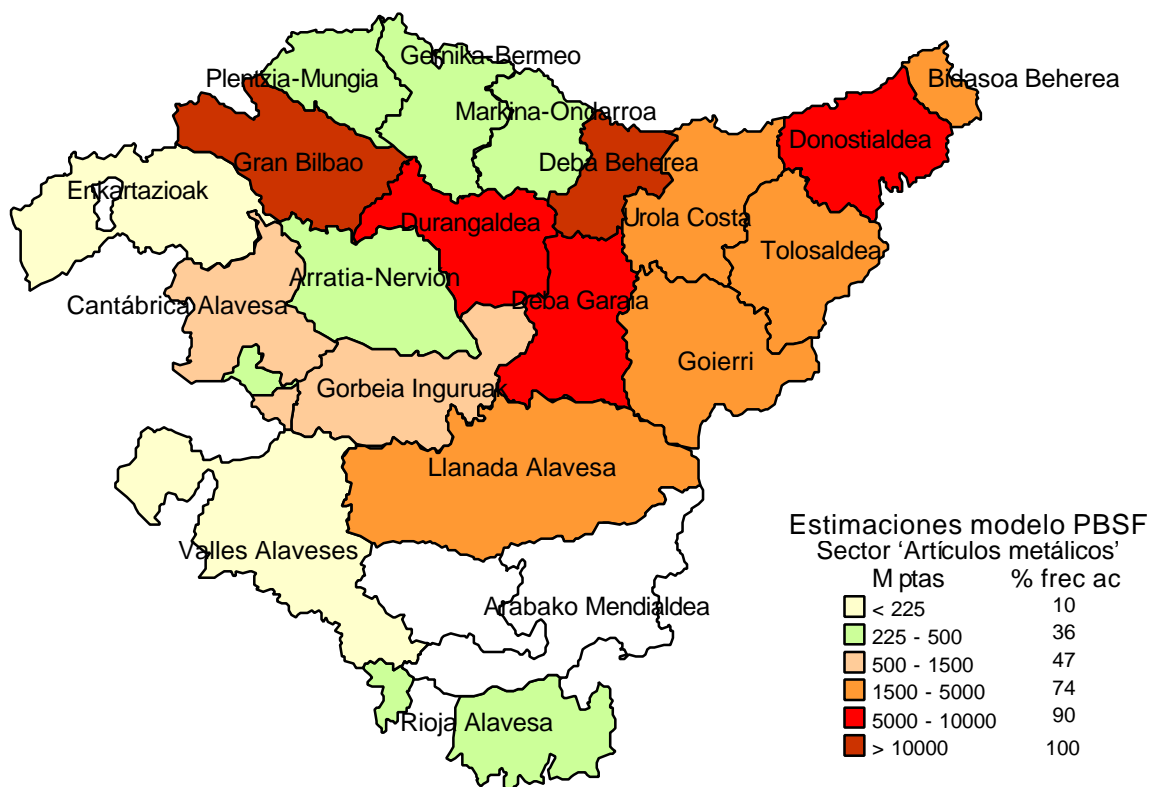 Gernika-Bermeo
Plentzia-Mungia
Bidasoa Beherea
Markina-Ondarroa
Donostialdea
Gran Bilbao
Deba Beherea
Enkartazioak
Durangaldea
Urola Costa
Tolosaldea
Arratia-Nervion
Cantábrica Alavesa
Deba Garaia
Goierri
Gorbeia Inguruak
Llanada Alavesa
Valles Alaveses
Arabako Mendialdea
Rioja Alavesa
Estimaciones modelo PBSF
Sector ‘Artículos metálicos’
M ptas % frec ac
< 225 10
225 - 500 36
500 - 1500 47
1500 - 5000 74
5000 - 10000 90
> 10000 100